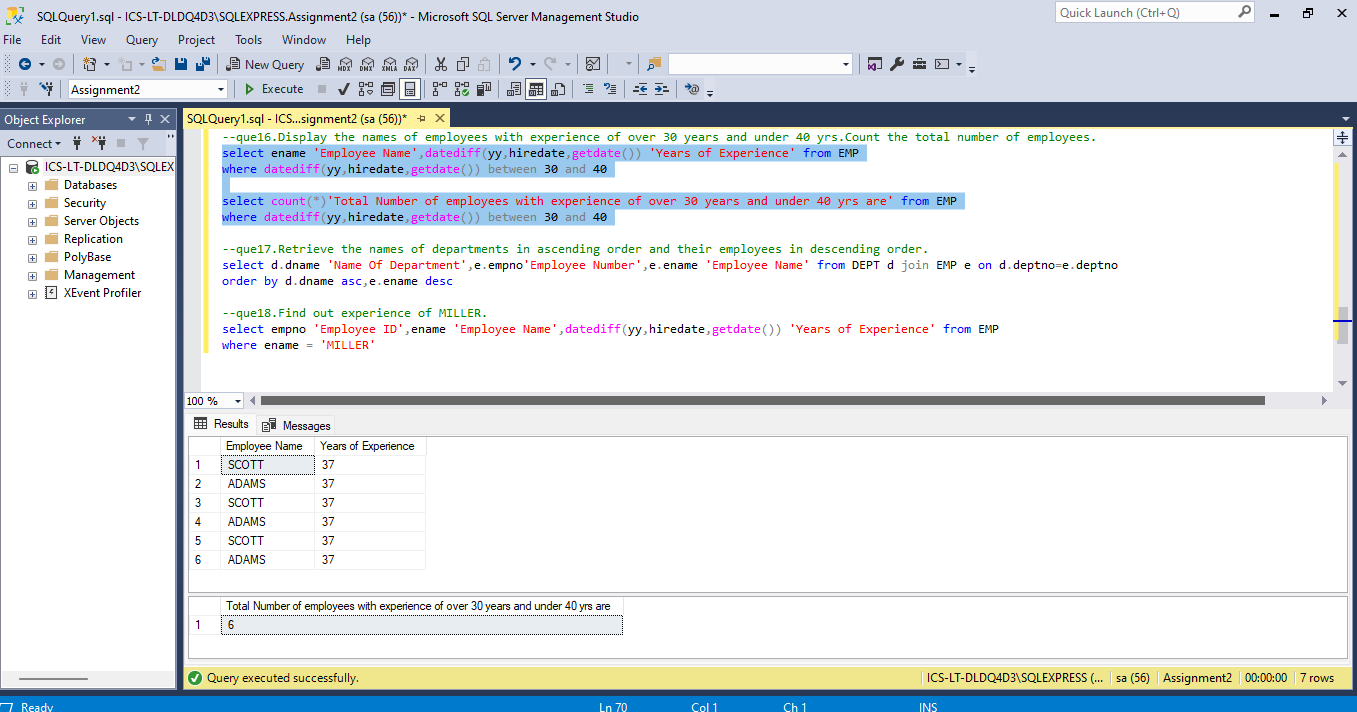 SQLQuery1.sql - ICS-LT-DLDQ4D3\SQLEXPRESS.Assignment2 (sa (56))* - Microsoft SQL Server Management Studio
Quick Launch (Ctrl+Q)
File Edit View Query Project Tools Window Help
New Query MDX DMX XMLA DAX
Assignment2 Execute
Object Explorer
SQLQuery1.sql - ICS...signment2 (sa (56))*
Connect
ICS-LT-DLDQ4D3\SQLEX
Databases
Security
Server Objects
Replication
PolyBase
Management
XEvent Profiler
--que16.Display the names of employees with experience of over 30 years and under 40 yrs.Count the total number of employees.
select ename 'Employee Name',datediff(yy,hiredate,getdate()) 'Years of Experience' from EMP
where datediff(yy,hiredate,getdate()) between 30 and 40
select count(*)'Total Number of employees with experience of over 30 years and under 40 yrs are' from EMP
where datediff(yy,hiredate,getdate()) between 30 and 40
--que17.Retrieve the names of departments in ascending order and their employees in descending order.
select d.dname 'Name Of Department',e.empno'Employee Number',e.ename 'Employee Name' from DEPT d join EMP e on d.deptno=e.deptno
order by d.dname asc,e.ename desc
--que18.Find out experience of MILLER.
select empno 'Employee ID',ename 'Employee Name',datediff(yy,hiredate,getdate()) 'Years of Experience' from EMP
where ename = 'MILLER'
100 %
Results Messages
Employee Name Years of Experience
1 SCOTT 37
2 ADAMS 37
3 SCOTT 37
4 ADAMS 37
5 SCOTT 37
6 ADAMS 37
Total Number of employees with experience of over 30 years and under 40 yrs are
1 6
Query executed successfully. ICS-LT-DLDQ4D3\SQLEXPRESS (... sa (56) Assignment2 00:00:00 7 rows
Ready Ln 70 Col 1 Ch 1 INS